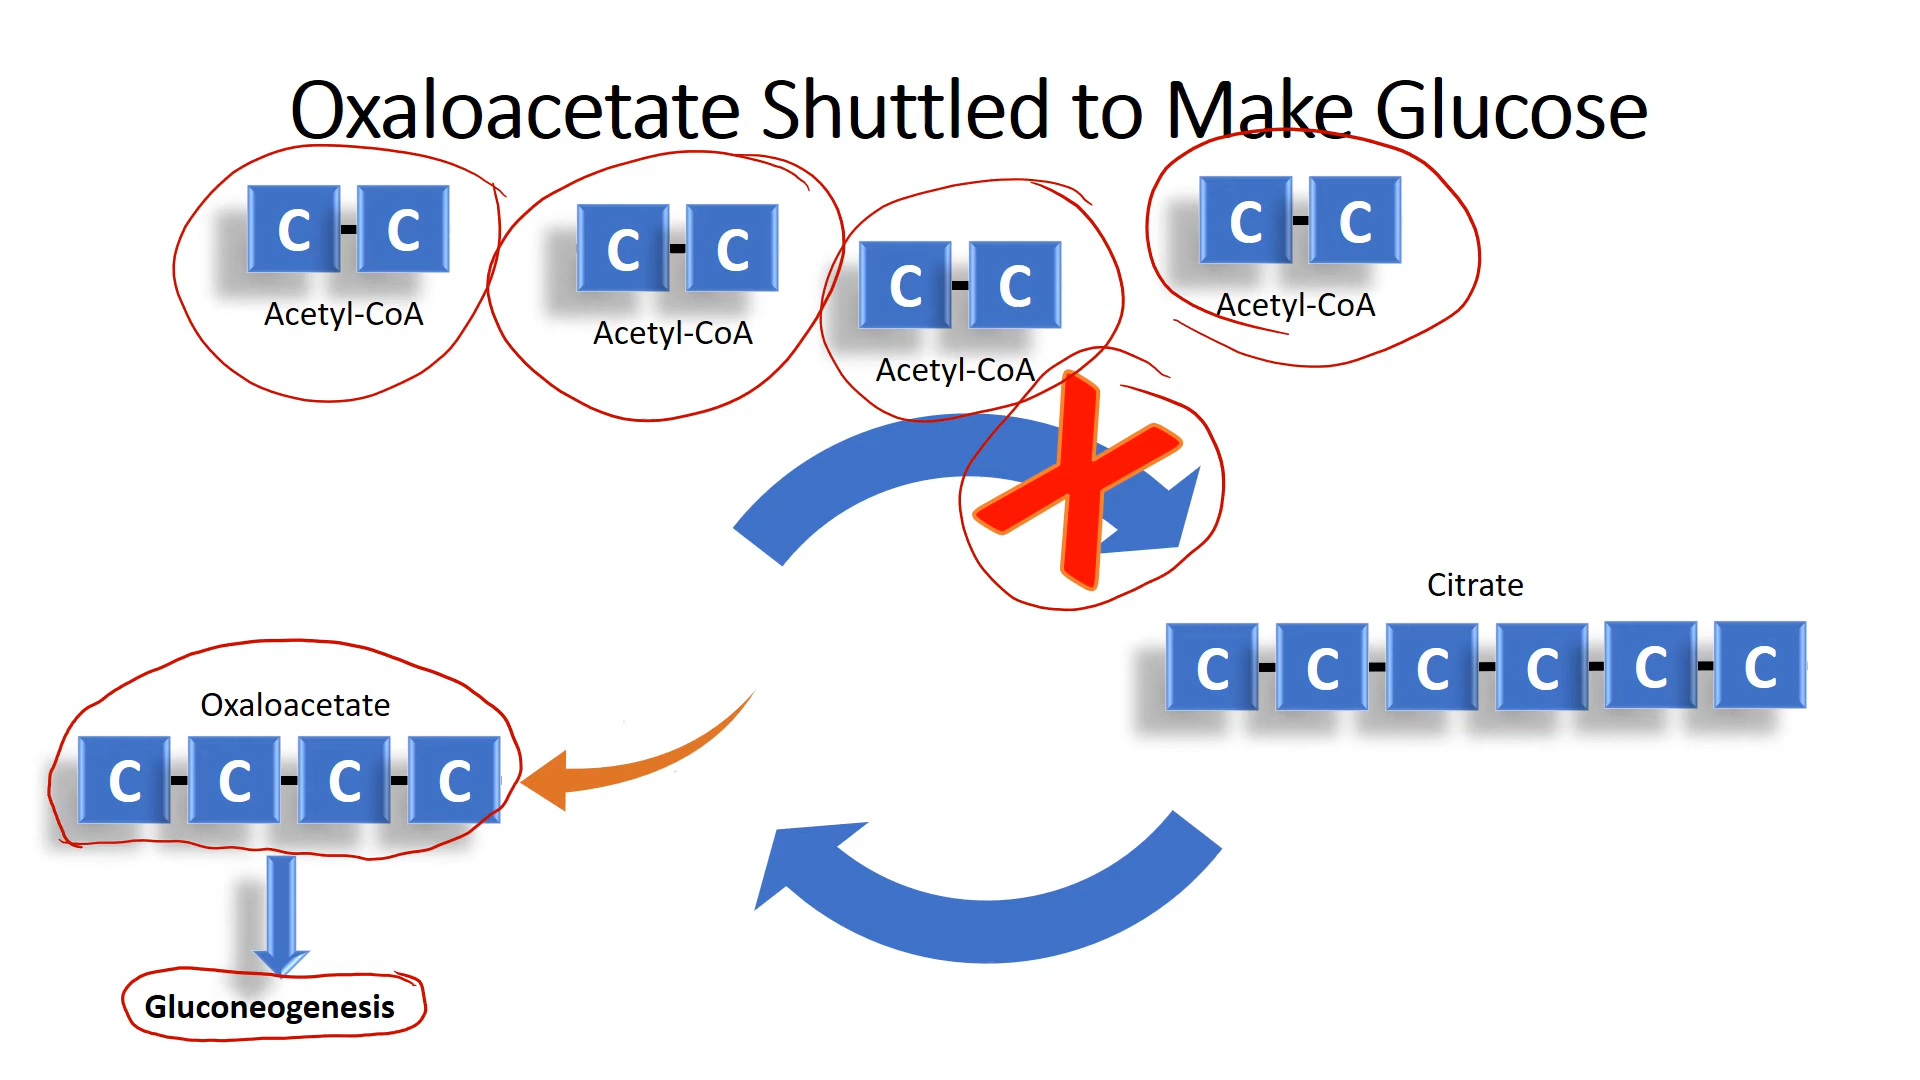 Oxaloacetate Shuttled to Make Glucose
C C
Acetyl-CoA
C C
Acetyl-CoA
C C
Acetyl-CoA
C C
Acetyl-CoA
Citrate
C C C C C C
Oxaloacetate
C C C C
Gluconeogenesis